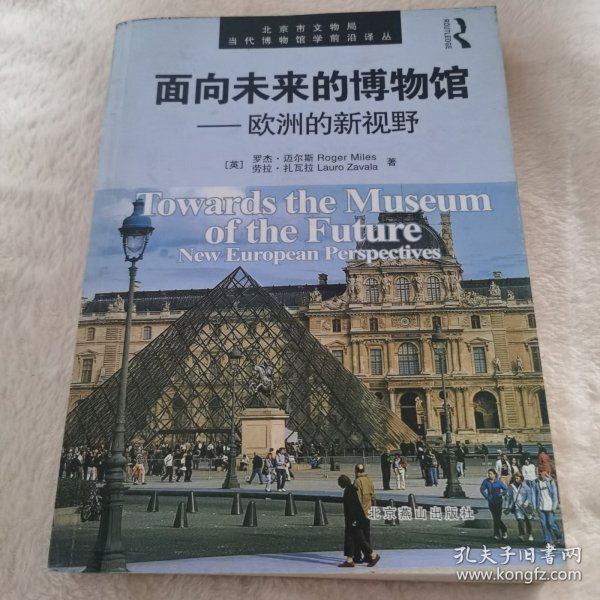 北京市文物局
当代博物馆学前沿译丛
ROUTLEDGE
面向未来的博物馆
——欧洲的新视野
[英] 罗杰·迈尔斯 Roger Miles
劳拉·扎瓦拉 Lauro Zavala 著
Towards the Museum
of the Future
New European Perspectives
北京燕山出版社
孔夫子旧书网
www.kongfz.com